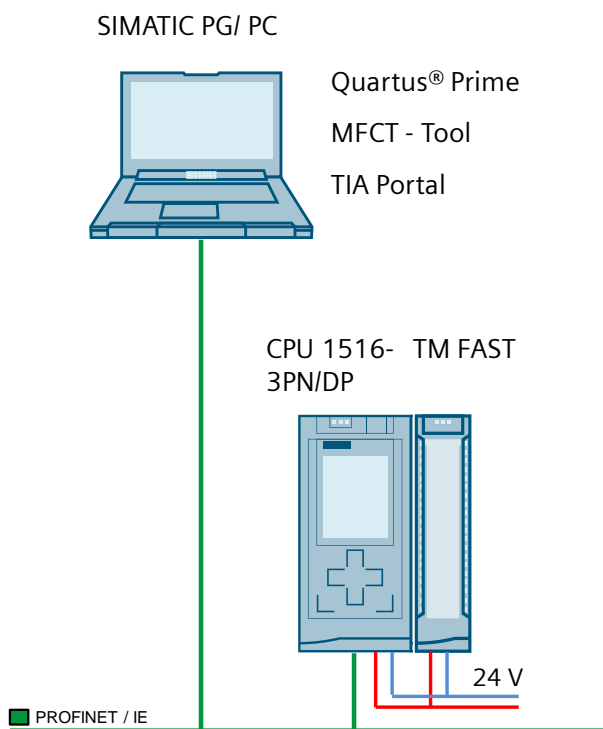 SIMATIC PG/ PC
Quartus® Prime
MFCT - Tool
TIA Portal
CPU 1516-
3PN/DP
TM FAST
24 V
PROFINET / IE